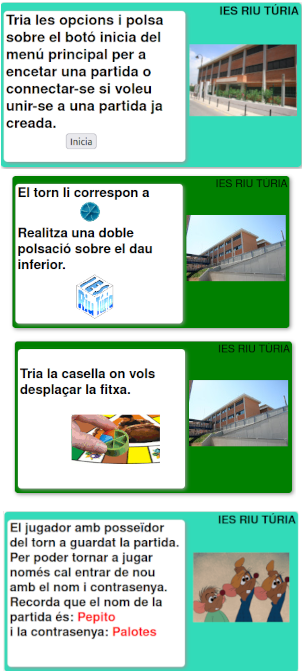 IES RIU TÚRIA
Tria les opcions i polsa
sobre el botó inicia del
menú principal per a
encetar una partida o
connectar-se si voleu
unir-se a una partida ja
creada.
Inicia
IES RIU TÚRIA
El torn li correspon a
Realitza una doble
polsació sobre el dau
inferior.
Riu Túria
IES RIU TÚRIA
Tria la casella on vols
desplaçar la fitxa.
IES RIU TÚRIA
El jugador amb posseïdor
del torn a guardat la partida.
Per poder tornar a jugar
només cal entrar de nou
amb el nom i contrasenya.
Recorda que el nom de la
partida és: Pepito
i la contrasenya: Palotes